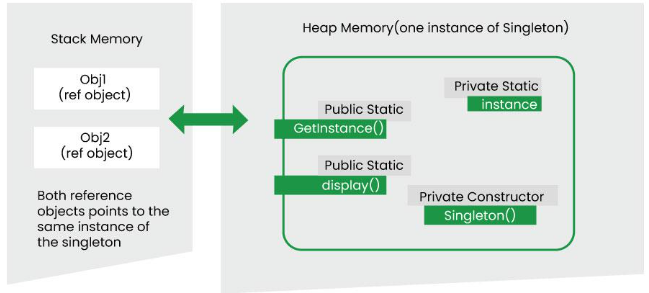 Stack Memory
Obj1
(ref object)
Obj2
(ref object)
Both reference
objects points to the
same instance of
the singleton
Heap Memory(one instance of Singleton)
Private Static
instance
Public Static
GetInstance()
Public Static
display()
Private Constructor
Singleton()